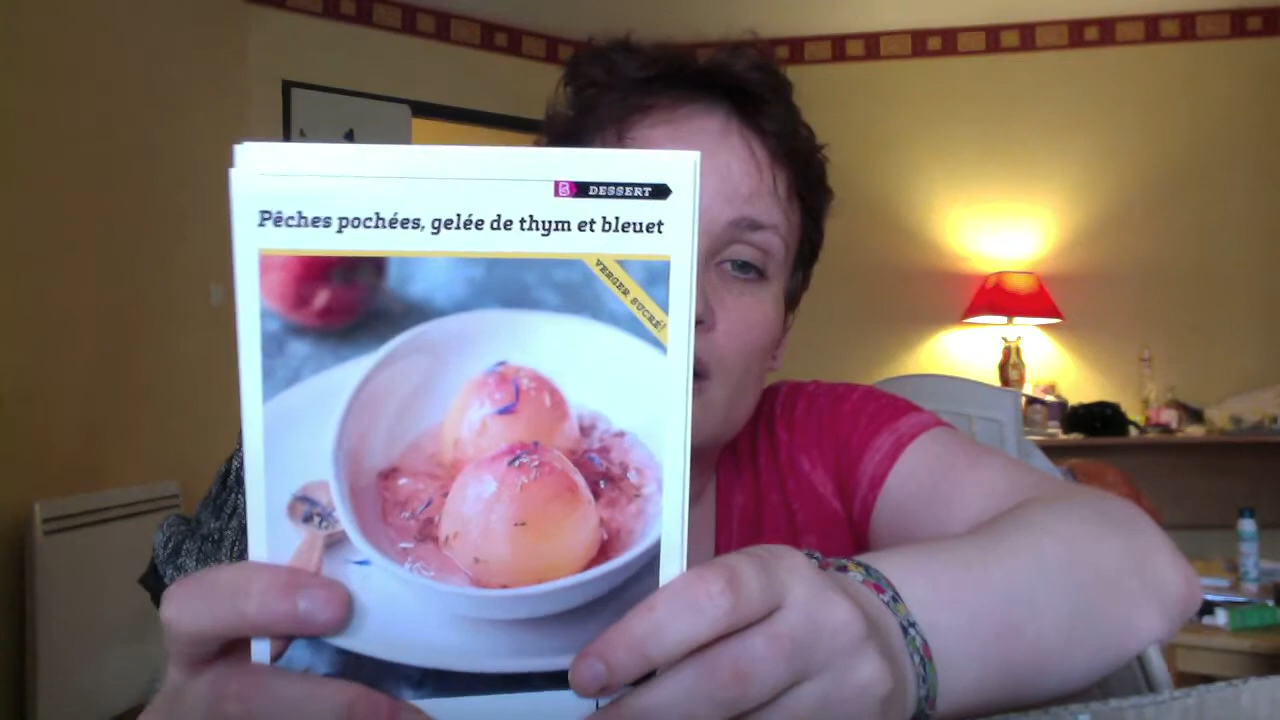 B DESSERT
Pêches pochées, gelée de thym et bleuet
VERGER SUCRÉ!